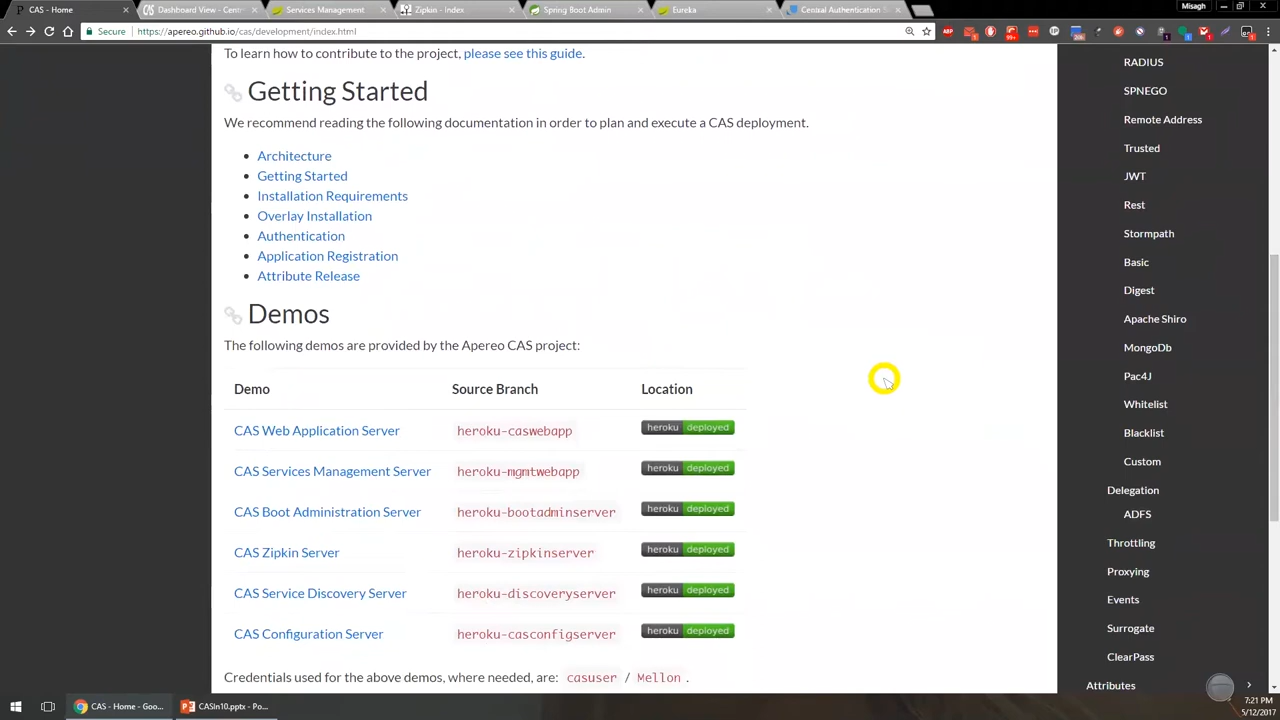 CAS - Home
Dashboard View - Centr
Services Management
Zipkin - Index
Spring Boot Admin
Eureka
Central Authentication S
Misagh
Secure
https://apereo.github.io/cas/development/index.html
ABP
99+
To learn how to contribute to the project, please see this guide.
Getting Started
We recommend reading the following documentation in order to plan and execute a CAS deployment.
Architecture
Getting Started
Installation Requirements
Overlay Installation
Authentication
Application Registration
Attribute Release
Demos
The following demos are provided by the Apereo CAS project:
Demo Source Branch Location
CAS Web Application Server heroku-caswebapp heroku deployed
CAS Services Management Server heroku-mgmtwebapp heroku deployed
CAS Boot Administration Server heroku-bootadminserver heroku deployed
CAS Zipkin Server heroku-zipkinserver heroku deployed
CAS Service Discovery Server heroku-discoveryserver heroku deployed
CAS Configuration Server heroku-casconfigserver heroku deployed
Credentials used for the above demos, where needed, are: casuser / Mellon .
RADIUS
SPNEGO
Remote Address
Trusted
JWT
Rest
Stormpath
Basic
Digest
Apache Shiro
MongoDb
Pac4J
Whitelist
Blacklist
Custom
Delegation
ADFS
Throttling
Proxying
Events
Surrogate
ClearPass
Attributes
CAS - Home - Goo...
CASin10.pptx - Po...
7:21 PM
5/12/2017